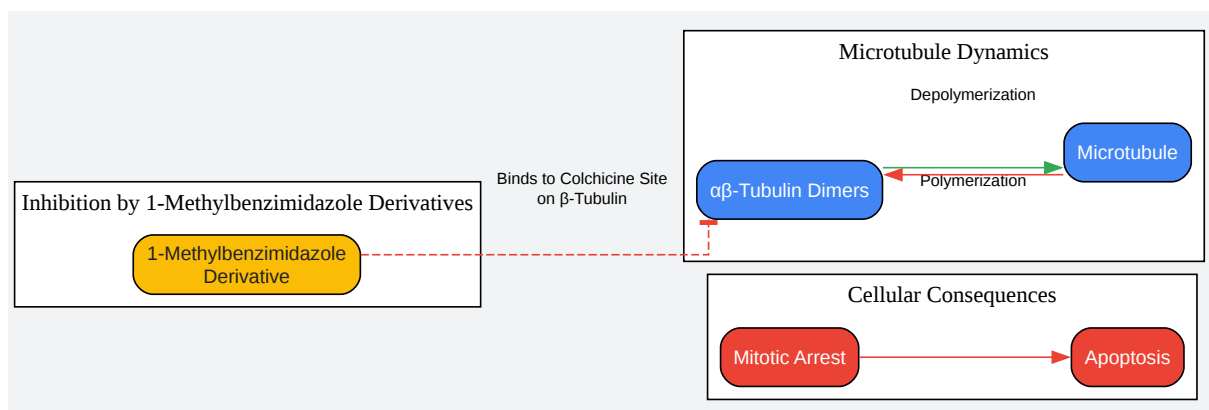 Inhibition by 1-Methylbenzimidazole Derivatives
1-Methylbenzimidazole
Derivative
Binds to Colchicine Site
on β-Tubulin
Microtubule Dynamics
Depolymerization
Microtubule
αβ-Tubulin Dimers
Polymerization
Cellular Consequences
Mitotic Arrest
Apoptosis